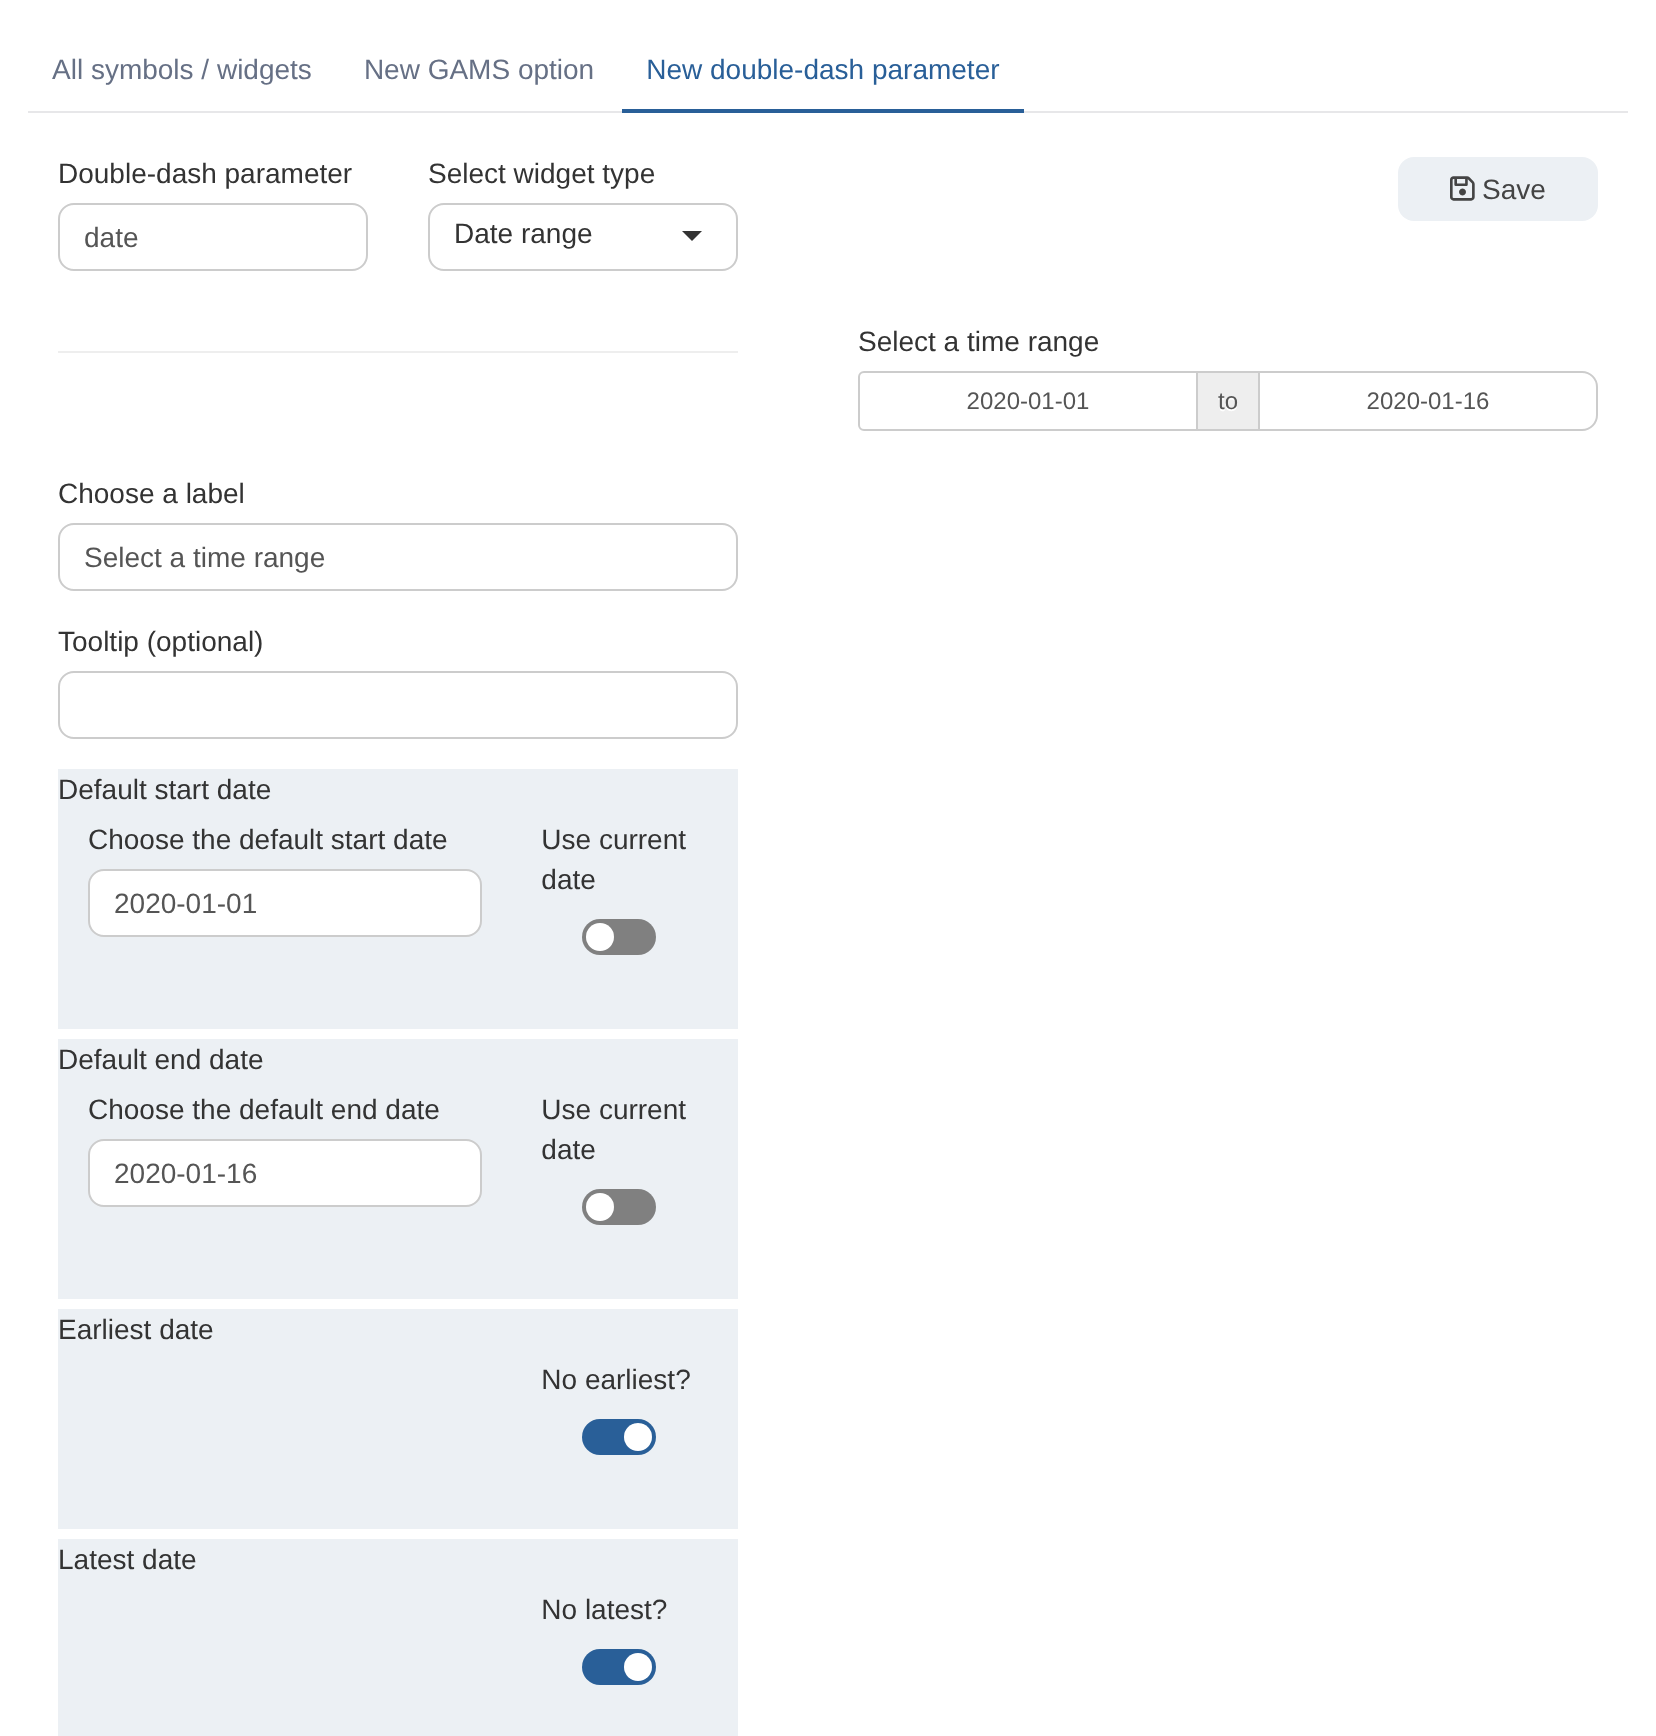 All symbols / widgets New GAMS option New double-dash parameter
Double-dash parameter Select widget type
Save
date Date range
Select a time range
2020-01-01 to 2020-01-16
Choose a label
Select a time range
Tooltip (optional)
Default start date
Choose the default start date Use current
date
2020-01-01
Default end date
Choose the default end date Use current
date
2020-01-16
Earliest date
No earliest?
Latest date
No latest?